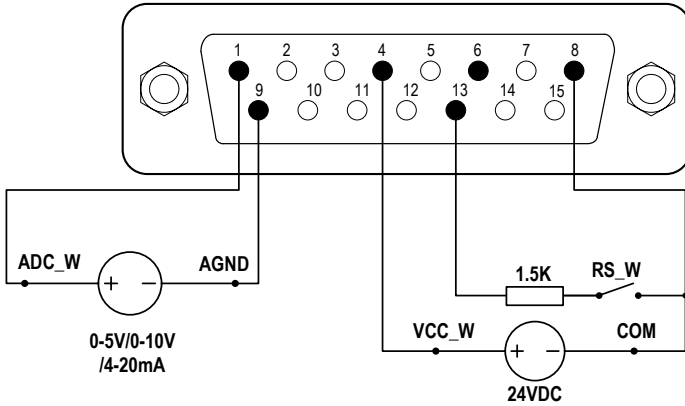 1 2 3 4 5 6 7 8
9 10 11 12 13 14 15
ADC_W
AGND
0-5V/0-10V
/4-20mA
1.5K
RS_W
VCC_W
COM
24VDC